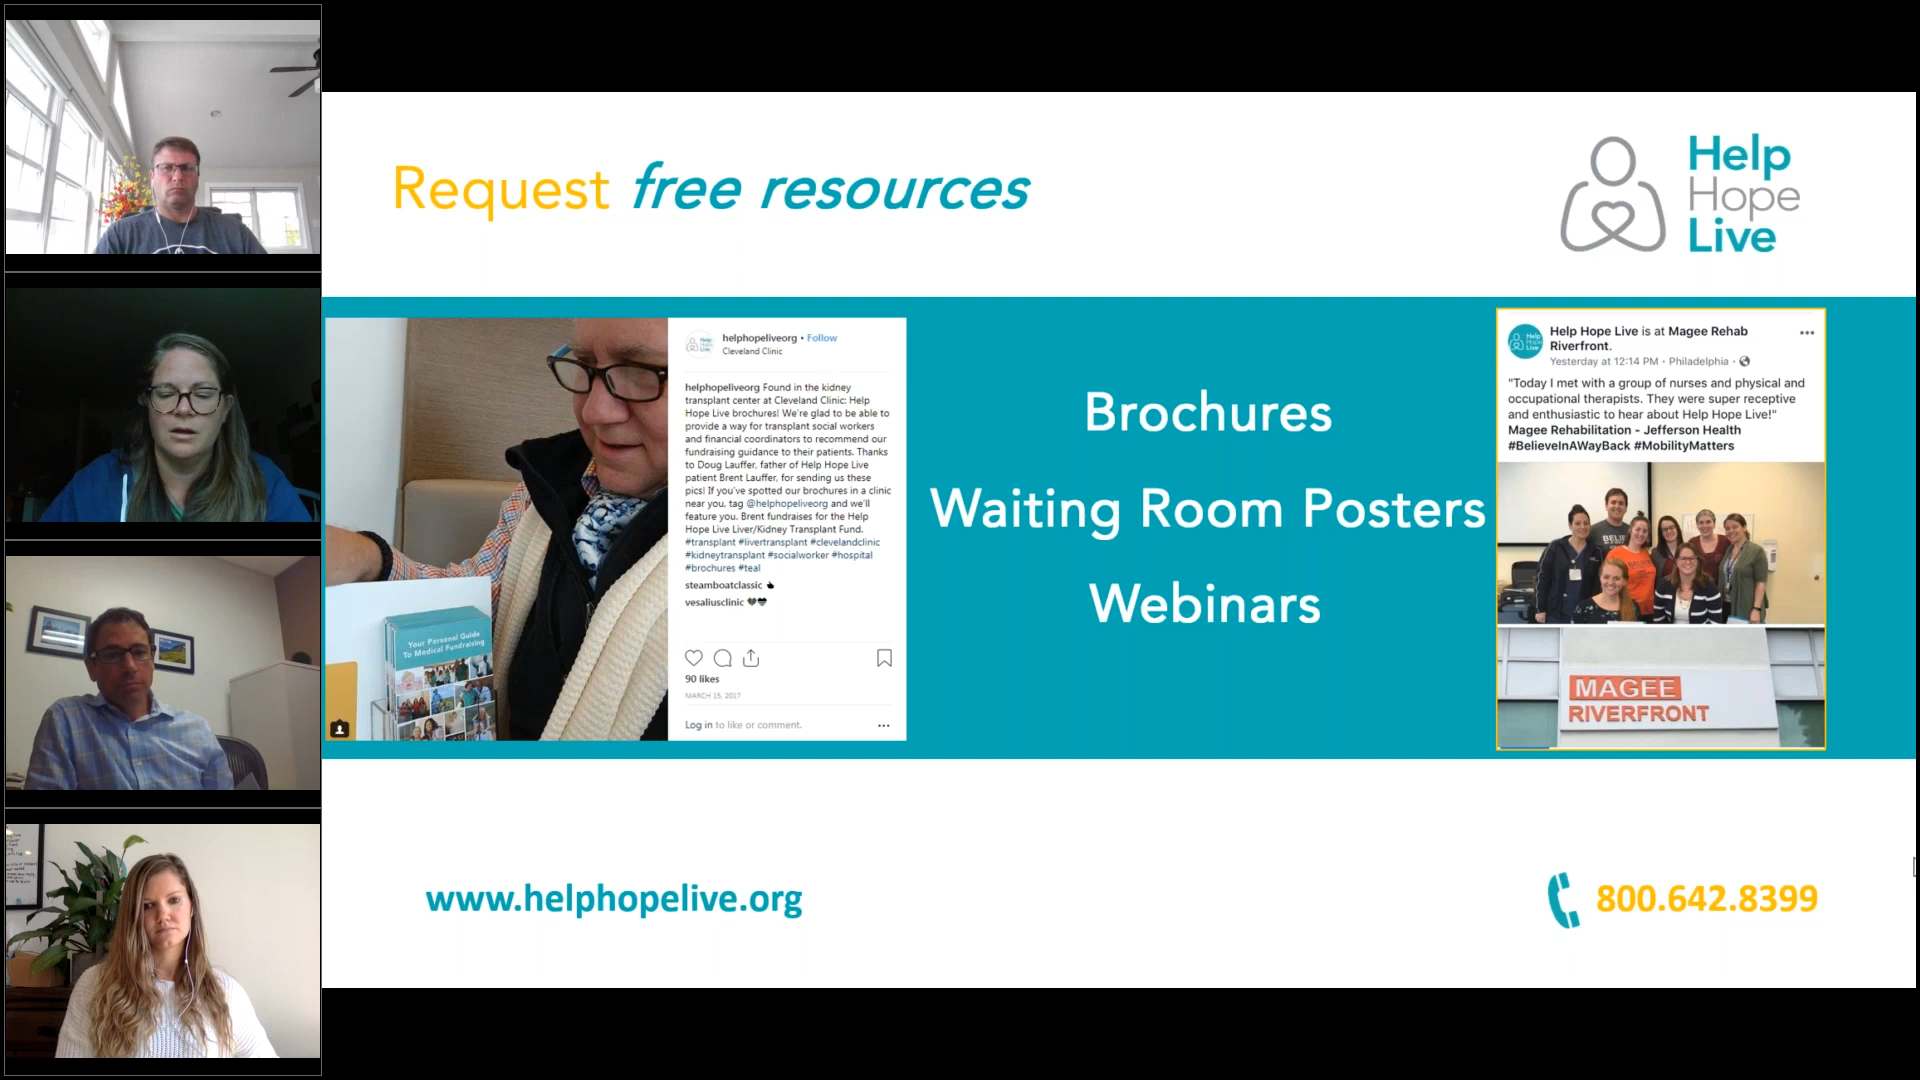 Request free resources
Help
Hope
Live
helphopeliveorg • Follow
Cleveland Clinic
helphopeliveorg Found in the kidney
transplant center at Cleveland Clinic: Help
Hope Live brochures! We're glad to be able to
provide a way for transplant social workers
and financial coordinators to recommend our
fundraising guidance to their patients. Thanks
to Doug Lauffer, father of Help Hope Live
patient Brent Lauffer, for sending us these
pics! If you've spotted our brochures in a clinic
near you, tag @helphopeliveorg and we'll
feature you. Brent fundraises for the Help
Hope Live Liver/Kidney Transplant Fund.
#transplant #livertransplant #clevelandclinic
#kidneytransplant #socialworker #hospital
#brochures #teal
steamboatclassic
vesaliusclinic
90 likes
MARCH 15, 2017
Log in to like or comment.
Your Personal Guide
To Medical Fundraising
Brochures
Waiting Room Posters
Webinars
Help
Hope
Live
Help Hope Live is at Magee Rehab
Riverfront.
Yesterday at 12:14 PM • Philadelphia •
"Today I met with a group of nurses and physical and
occupational therapists. They were super receptive
and enthusiastic to hear about Help Hope Live!"
Magee Rehabilitation - Jefferson Health
#BelieveInAWayBack #MobilityMatters
MAGEE
RIVERFRONT
www.helphopelive.org
800.642.8399